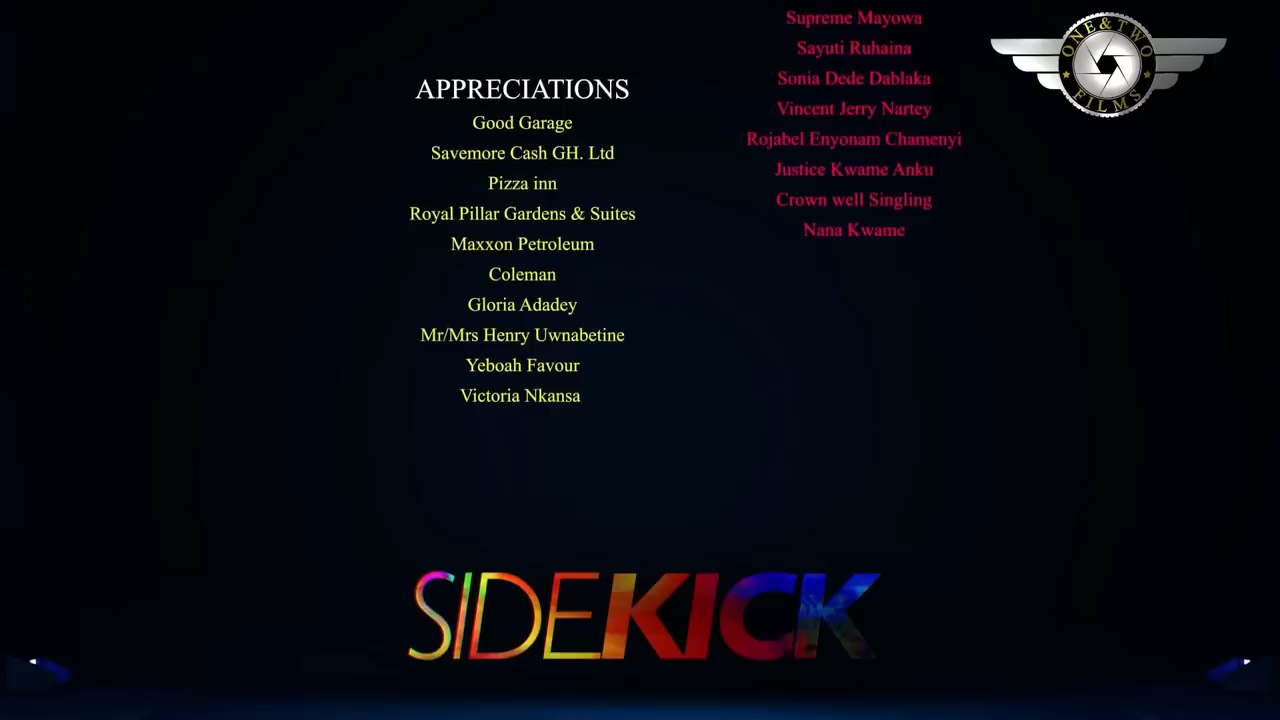 APPRECIATIONS
Good Garage
Savemore Cash GH. Ltd
Pizza inn
Royal Pillar Gardens & Suites
Maxxon Petroleum
Coleman
Gloria Adadey
Mr/Mrs Henry Uwnabetine
Yeboah Favour
Victoria Nkansa
Supreme Mayowa
Sayuti Ruhaina
Sonia Dede Dablaka
Vincent Jerry Nartey
Rojabel Enyonam Chamenyi
Justice Kwame Anku
Crown well Singling
Nana Kwame
ONE&TWO
FILMS
SIDEKICK